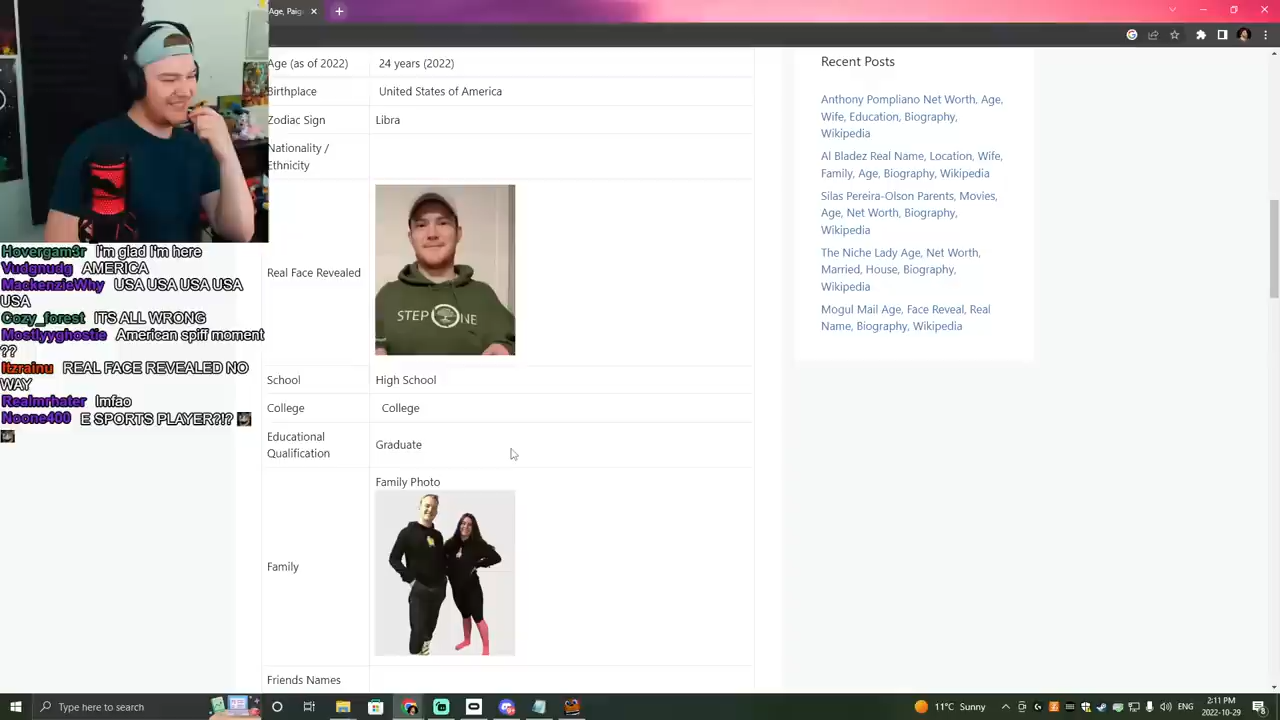 Age, Paig
Age (as of 2022) 24 years (2022)
Birthplace United States of America
Zodiac Sign Libra
Nationality /
Ethnicity
Real Face Revealed
STEP ONE
School High School
College College
Educational
Qualification
Graduate
Family Photo
Family
Friends Names
Recent Posts
Anthony Pompliano Net Worth, Age,
Wife, Education, Biography,
Wikipedia
Al Bladez Real Name, Location, Wife,
Family, Age, Biography, Wikipedia
Silas Pereira-Olson Parents, Movies,
Age, Net Worth, Biography,
Wikipedia
The Niche Lady Age, Net Worth,
Married, House, Biography,
Wikipedia
Mogul Mail Age, Face Reveal, Real
Name, Biography, Wikipedia
Hovergam3r I'm glad I'm here
Vudgnudg AMERICA
MackenzieWhy USA USA USA USA
USA
Cozy_forest ITS ALL WRONG
Mostlyyghostie American spiff moment
??
Itzrainu REAL FACE REVEALED NO
WAY
Realmrhater lmfao
Noone400 E SPORTS PLAYER?!?
Type here to search
11°C Sunny
ENG
2:11 PM
2022-10-29